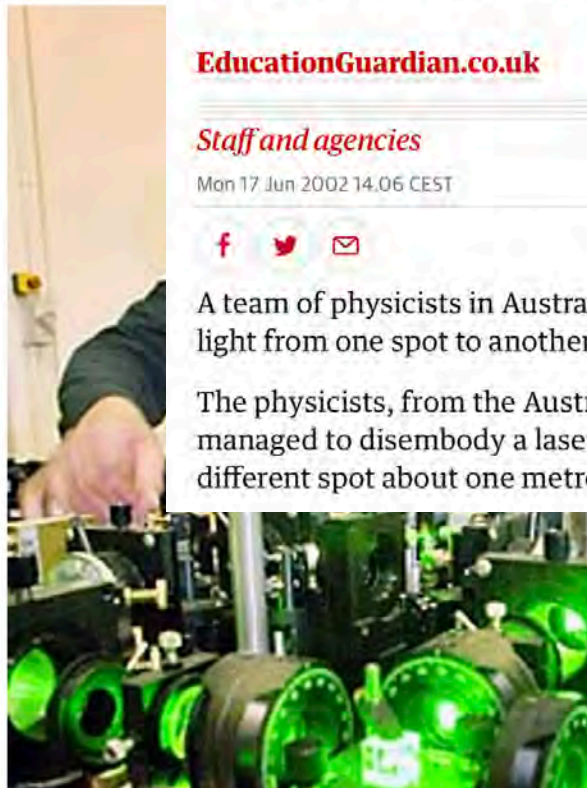 EducationGuardian.co.uk
Staff and agencies
Mon 17 Jun 2002 14.06 CEST
A team of physicists in Austra
light from one spot to another
The physicists, from the Austr
managed to disembody a lase
different spot about one metr